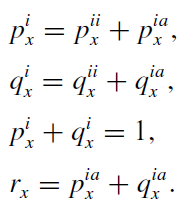 $p_x^i = p_x^{ii} + p_x^{ia},$
$q_x^i = q_x^{ii} + q_x^{ia},$
$p_x^i + q_x^i = 1,$
$r_x = p_x^{ia} + q_x^{ia}.$